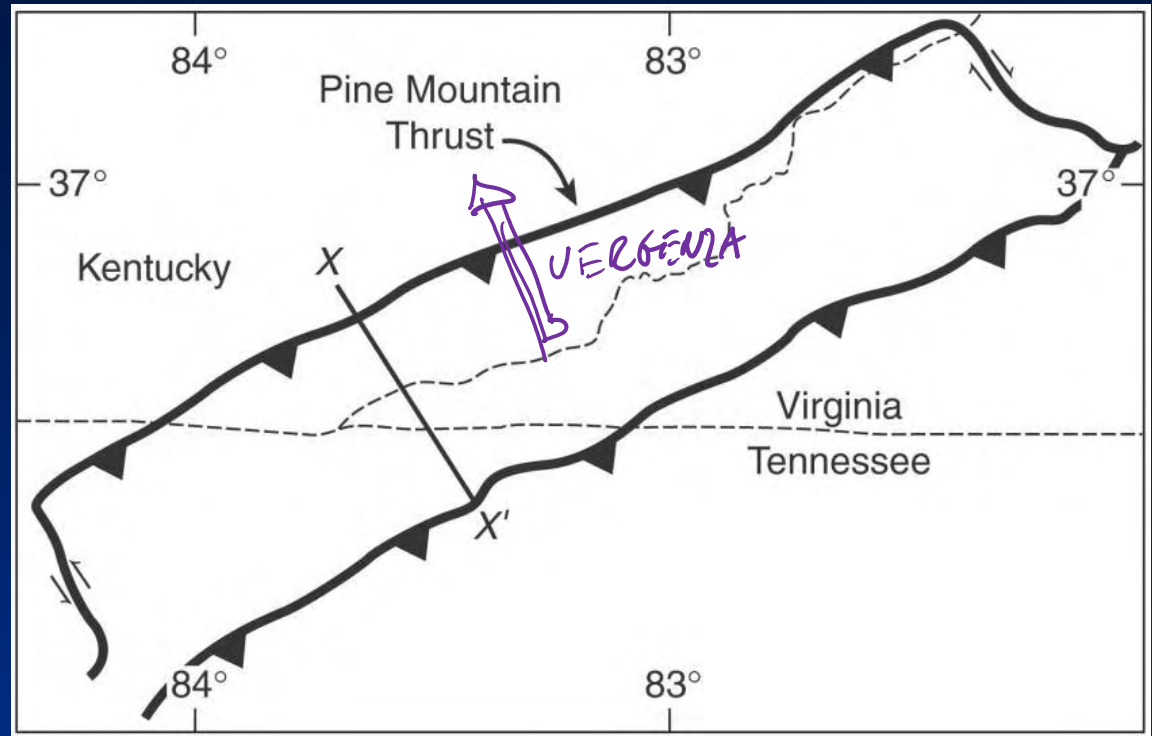 84°
83°
Pine Mountain
Thrust
37°
37°
Kentucky
X
VERGENZA
Virginia
Tennessee
X'
84°
83°